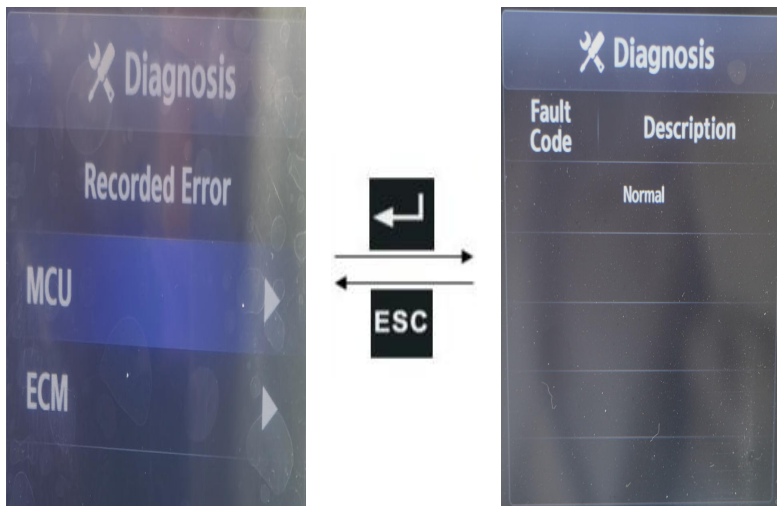 Diagnosis
Recorded Error
MCU
ECM
ESC
Diagnosis
Fault
Code
Description
Normal